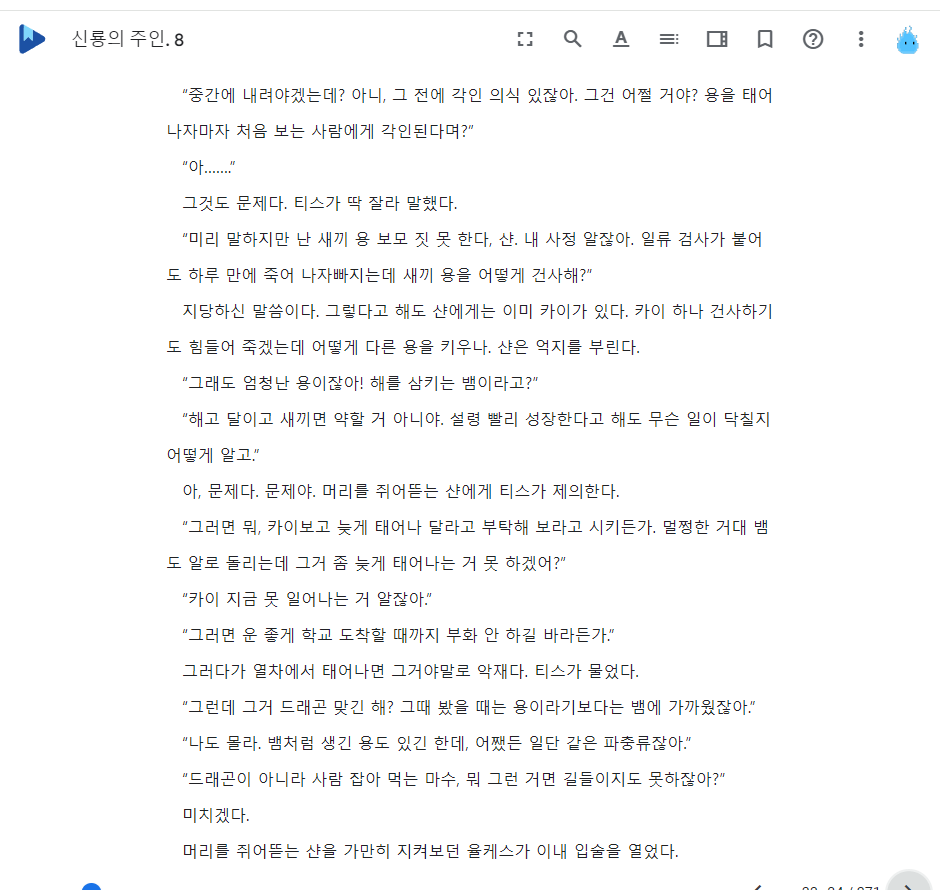 신룡의 주인. 8
“중간에 내려야겠는데? 아니, 그 전에 각인 의식 있잖아. 그건 어쩔 거야? 용을 태어
나자마자 처음 보는 사람에게 각인된다며?”
“아…….”
그것도 문제다. 티스가 딱 잘라 말했다.
“미리 말하지만 난 새끼 용 보모 짓 못 한다, 샨. 내 사정 알잖아. 일류 검사가 붙어
도 하루 만에 죽어 나자빠지는데 새끼 용을 어떻게 건사해?”
지당하신 말씀이다. 그렇다고 해도 샨에게는 이미 카이가 있다. 카이 하나 건사하기
도 힘들어 죽겠는데 어떻게 다른 용을 키우나. 샨은 억지를 부린다.
“그래도 엄청난 용이잖아! 해를 삼키는 뱀이라고?”
“해고 달이고 새끼면 약할 거 아니야. 설령 빨리 성장한다고 해도 무슨 일이 닥칠지
어떻게 알고.”
아, 문제다. 문제야. 머리를 쥐어뜯는 샨에게 티스가 제의한다.
“그러면 뭐, 카이보고 늦게 태어나 달라고 부탁해 보라고 시키든가. 멀쩡한 거대 뱀
도 알로 돌리는데 그거 좀 늦게 태어나는 거 못 하겠어?”
“카이 지금 못 일어나는 거 알잖아.”
“그러면 운 좋게 학교 도착할 때까지 부화 안 하길 바라든가.”
그러다가 열차에서 태어나면 그거야말로 악재다. 티스가 물었다.
“그런데 그거 드래곤 맞긴 해? 그때 봤을 때는 용이라기보다는 뱀에 가까웠잖아.”
“나도 몰라. 뱀처럼 생긴 용도 있긴 한데, 어쨌든 일단 같은 파충류잖아.”
“드래곤이 아니라 사람 잡아 먹는 마수, 뭐 그런 거면 길들이지도 못하잖아?”
미치겠다.
머리를 쥐어뜯는 샨을 가만히 지켜보던 율케스가 이내 입술을 열었다.